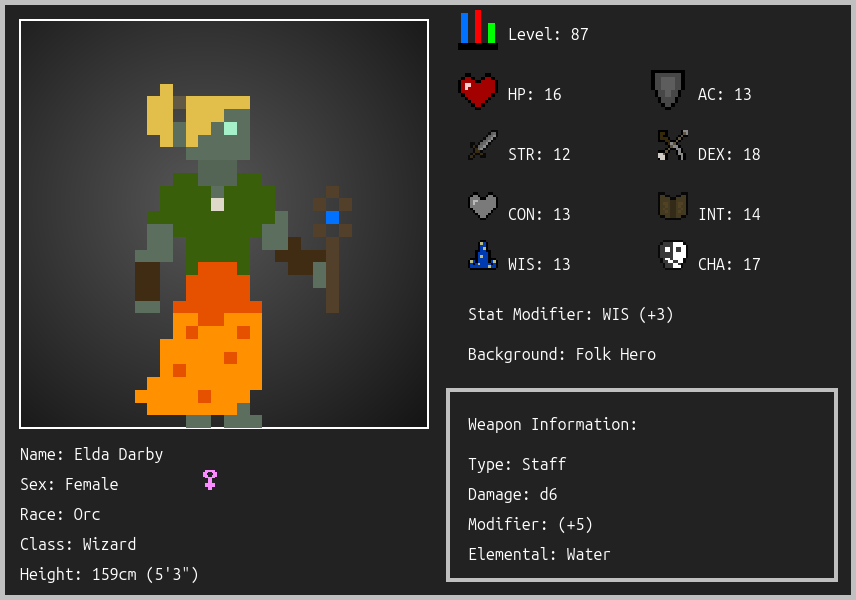 Level: 87
HP: 16
AC: 13
STR: 12
DEX: 18
CON: 13
INT: 14
WIS: 13
CHA: 17
Stat Modifier: WIS (+3)
Background: Folk Hero
Weapon Information:
Type: Staff
Damage: d6
Modifier: (+5)
Elemental: Water
Name: Elda Darby
Sex: Female
Race: Orc
Class: Wizard
Height: 159cm (5'3")